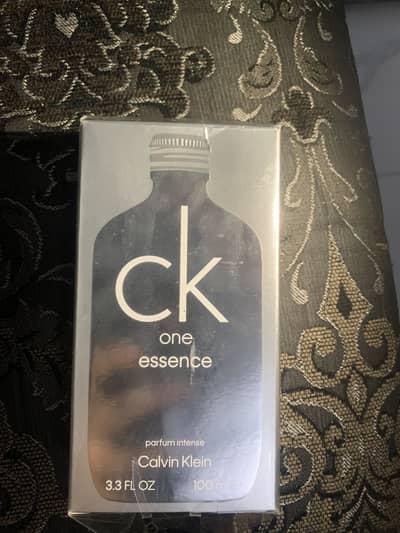 ck
one
essence
parfum intense
Calvin Klein
3.3 FL OZ 100